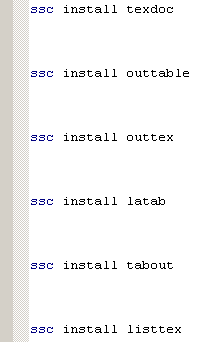 ssc install texdoc
ssc install outtable
ssc install outtex
ssc install latab
ssc install tabout
ssc install listtex